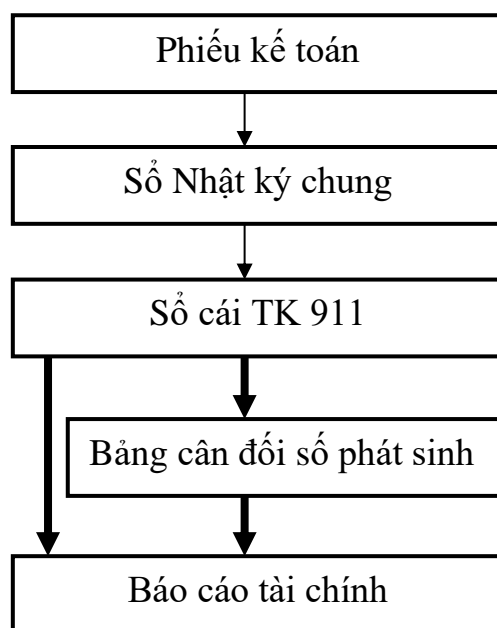 Phiếu kế toán
Sổ Nhật ký chung
Sổ cái TK 911
Bảng cân đối số phát sinh
Báo cáo tài chính